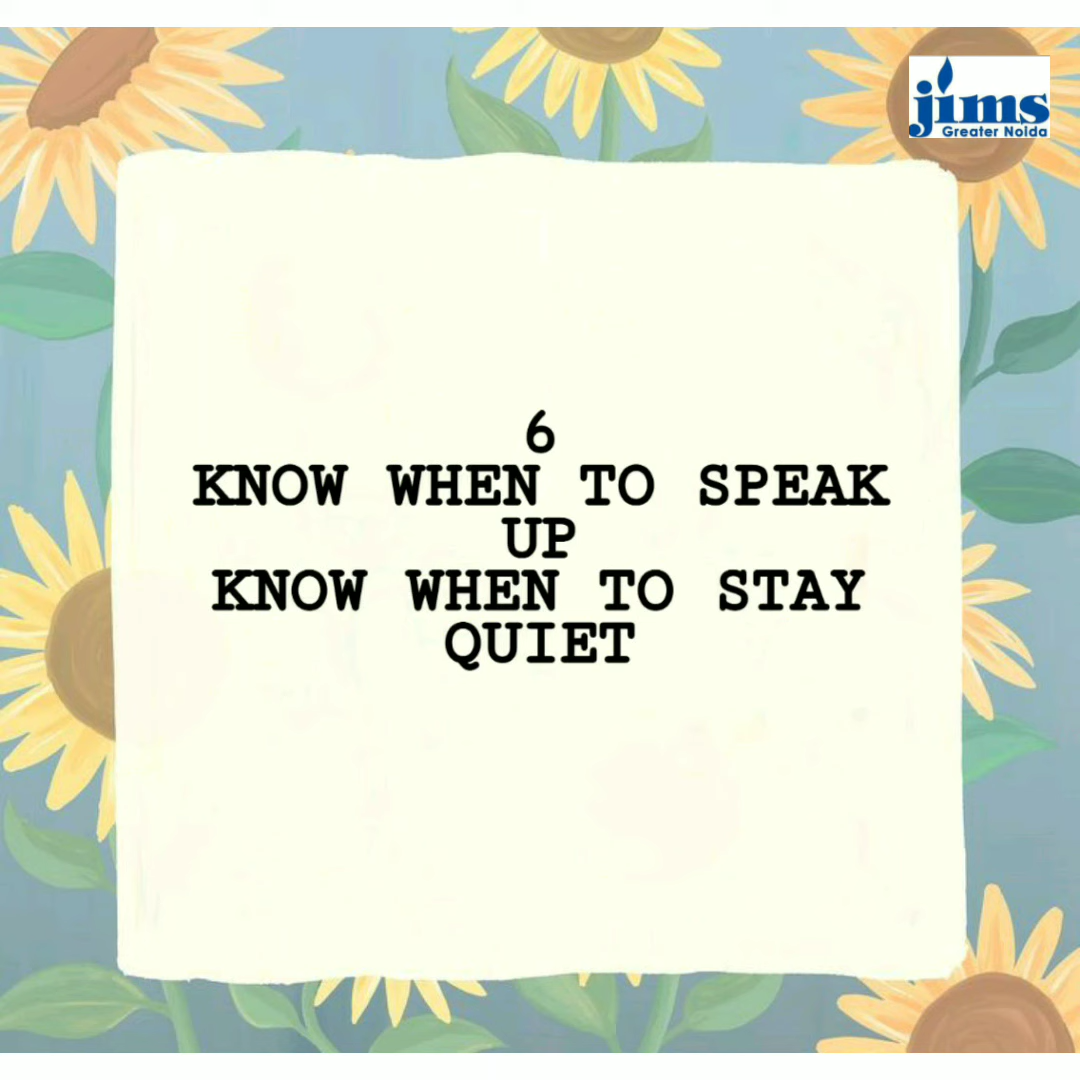 jims
Greater Noida
6
KNOW WHEN TO SPEAK
UP
KNOW WHEN TO STAY
QUIET